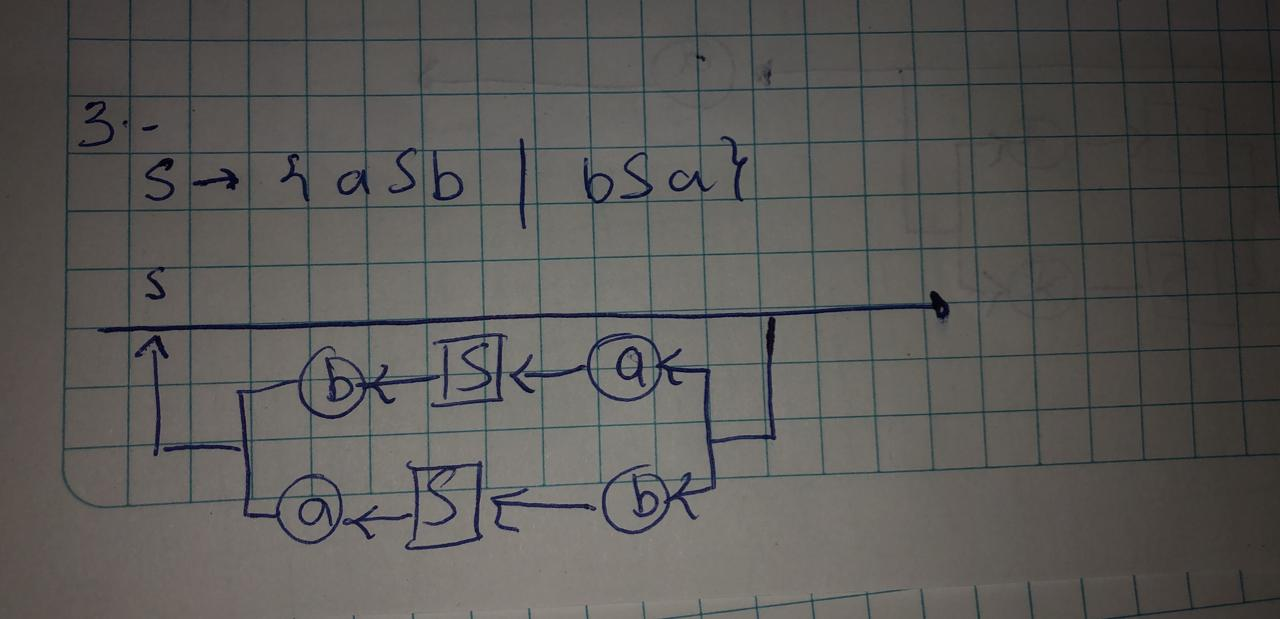 3.-
S → { aSb | bSa}
S
b ← S ← a
a ← S ← b